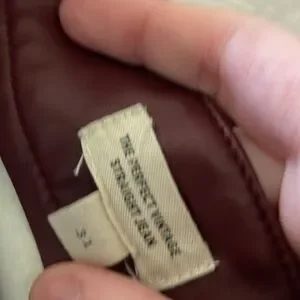 THE PERFECT VINTAGE
STRAIGHT JEAN
31